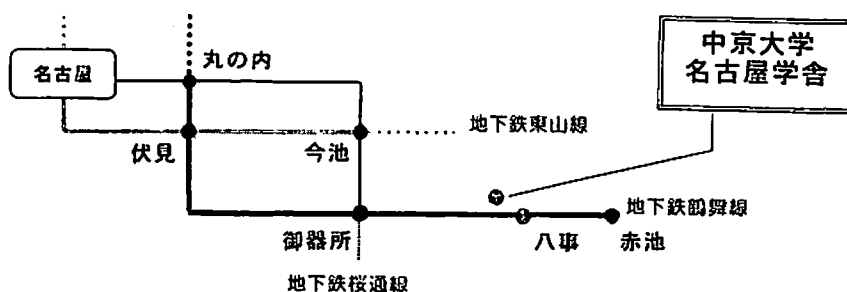 中京大学
名古屋学舎
丸の内
名古屋
地下鉄東山線
伏見
今池
地下鉄鶴舞線
御器所
八事
赤池
地下鉄桜通線